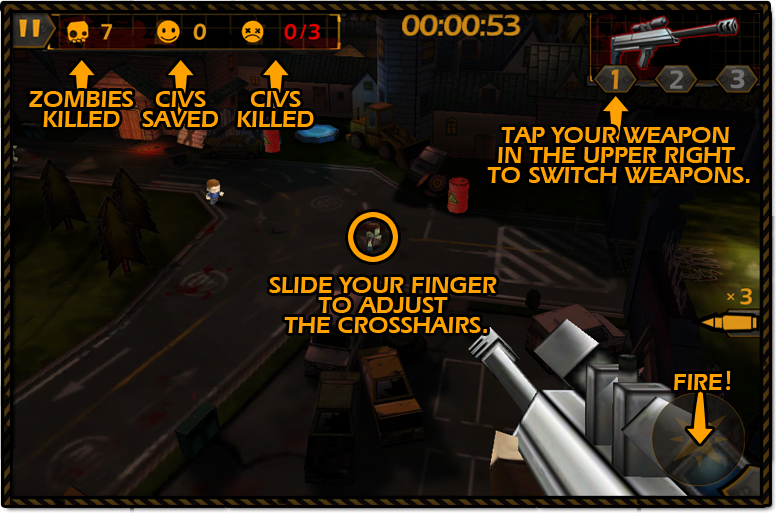 7 0 0/3
00:00:53
1 2 3
ZOMBIES
KILLED
CIVS
SAVED
CIVS
KILLED
TAP YOUR WEAPON
IN THE UPPER RIGHT
TO SWITCH WEAPONS.
SLIDE YOUR FINGER
TO ADJUST
THE CROSSHAIRS.
×3
FIRE!